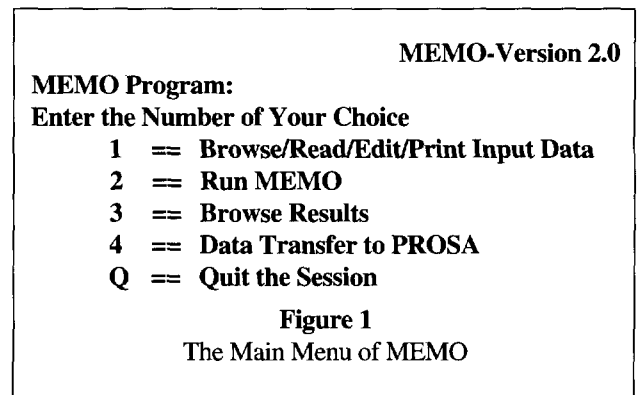 MEMO-Version 2.0
MEMO Program:
Enter the Number of Your Choice
1 == Browse/Read/Edit/Print Input Data
2 == Run MEMO
3 == Browse Results
4 == Data Transfer to PROSA
Q == Quit the Session
Figure 1
The Main Menu of MEMO